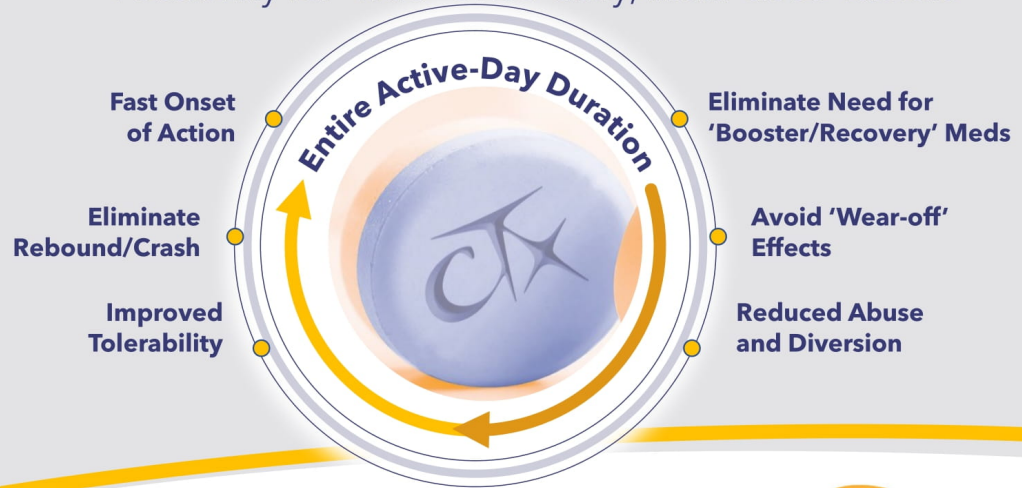 Entire Active-Day Duration
Fast Onset
of Action
Eliminate
Rebound/Crash
Improved
Tolerability
Eliminate Need for
'Booster/Recovery' Meds
Avoid 'Wear-off'
Effects
Reduced Abuse
and Diversion
CTx